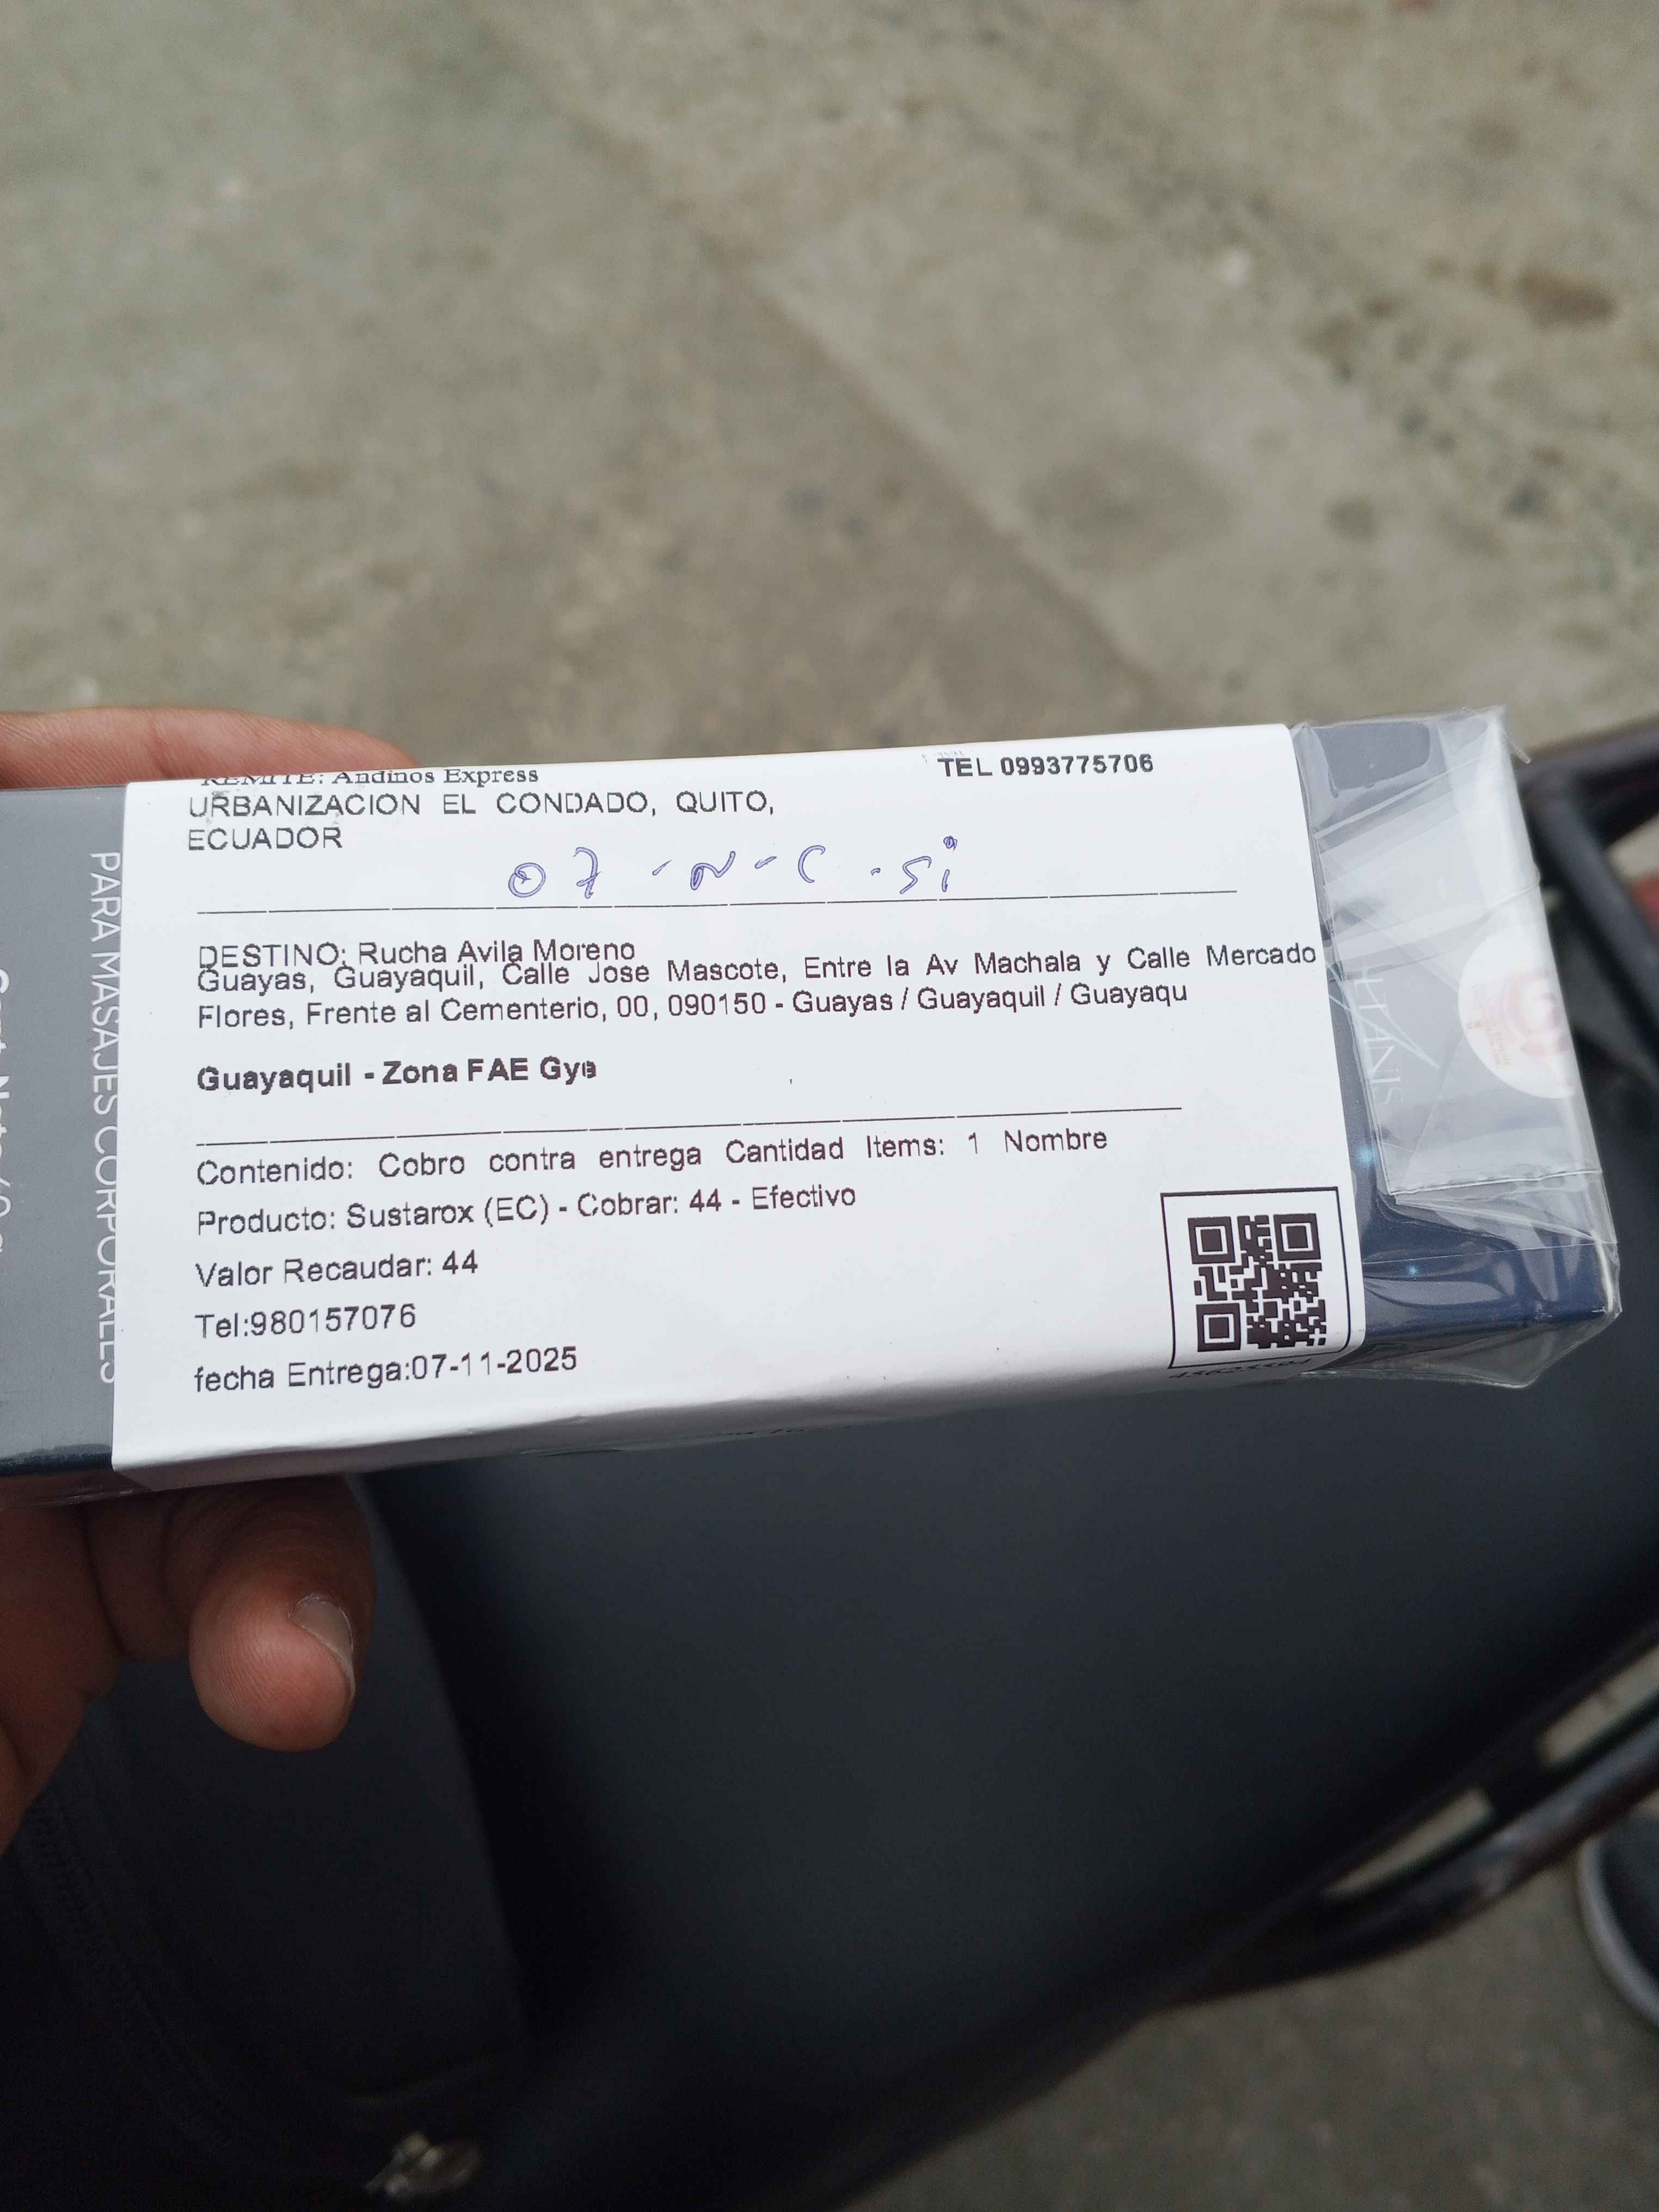 REMITE: Andinos Express
TEL 0993775706
URBANIZACION EL CONDADO, QUITO,
ECUADOR
07 - N - C - Si
DESTINO: Rucha Avila Moreno
Guayas, Guayaquil, Calle Jose Mascote, Entre la Av Machala y Calle Mercado
Flores, Frente al Cementerio, 00, 090150 - Guayas / Guayaquil / Guayaqu
Guayaquil - Zona FAE Gye
Contenido: Cobro contra entrega Cantidad Items: 1 Nombre
Producto: Sustarox (EC) - Cobrar: 44 - Efectivo
Valor Recaudar: 44
Tel:980157076
fecha Entrega:07-11-2025
PARA MASAJES CORPORALES